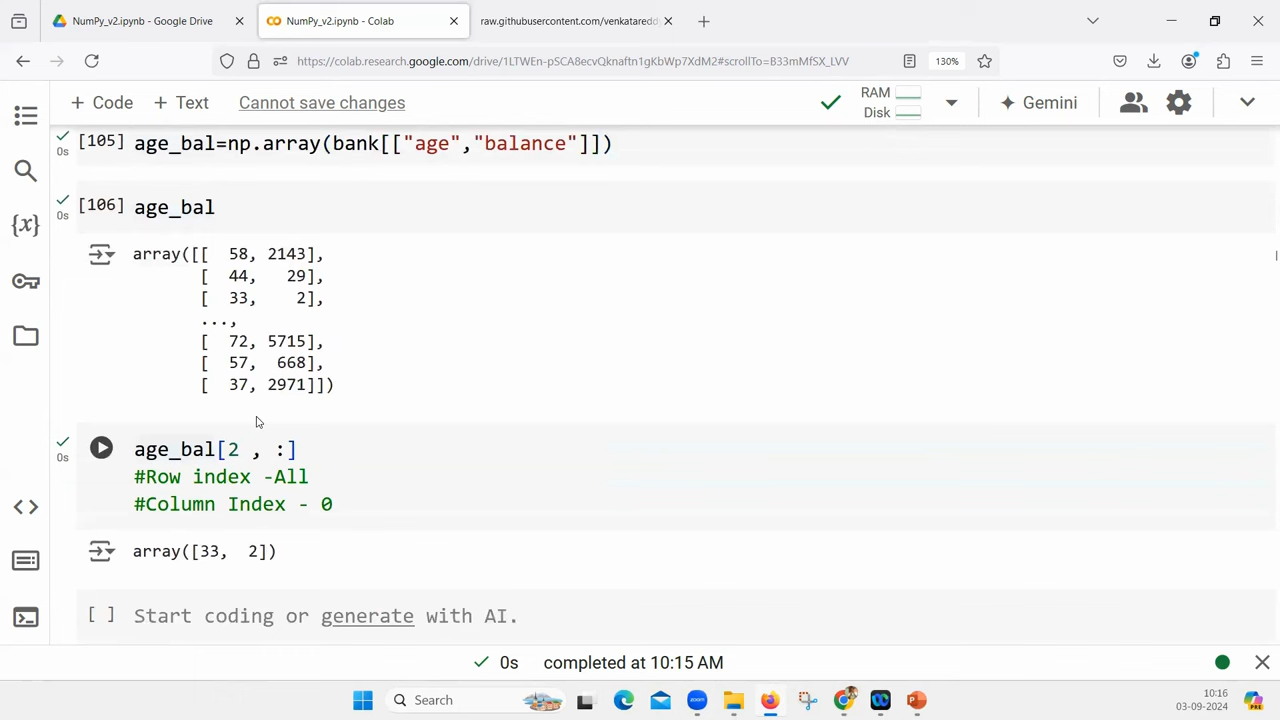 NumPy_v2.ipynb - Google Drive
NumPy_v2.ipynb - Colab
raw.githubusercontent.com/venkataredd
https://colab.research.google.com/drive/1LTWEn-pSCA8ecvQknaftn1gKbWp7XdM2#scrollTo=B33mMfSX_LVV
130%
+ Code + Text Cannot save changes
RAM
Disk
Gemini
[105] age_bal=np.array(bank[["age","balance"]])
0s
[106] age_bal
0s
array([[ 58, 2143],
[ 44, 29],
[ 33, 2],
...,
[ 72, 5715],
[ 57, 668],
[ 37, 2971]])
age_bal[2 , :]
0s
#Row index -All
#Column Index - 0
array([33, 2])
[ ] Start coding or generate with AI.
0s completed at 10:15 AM
Search
10:16
03-09-2024